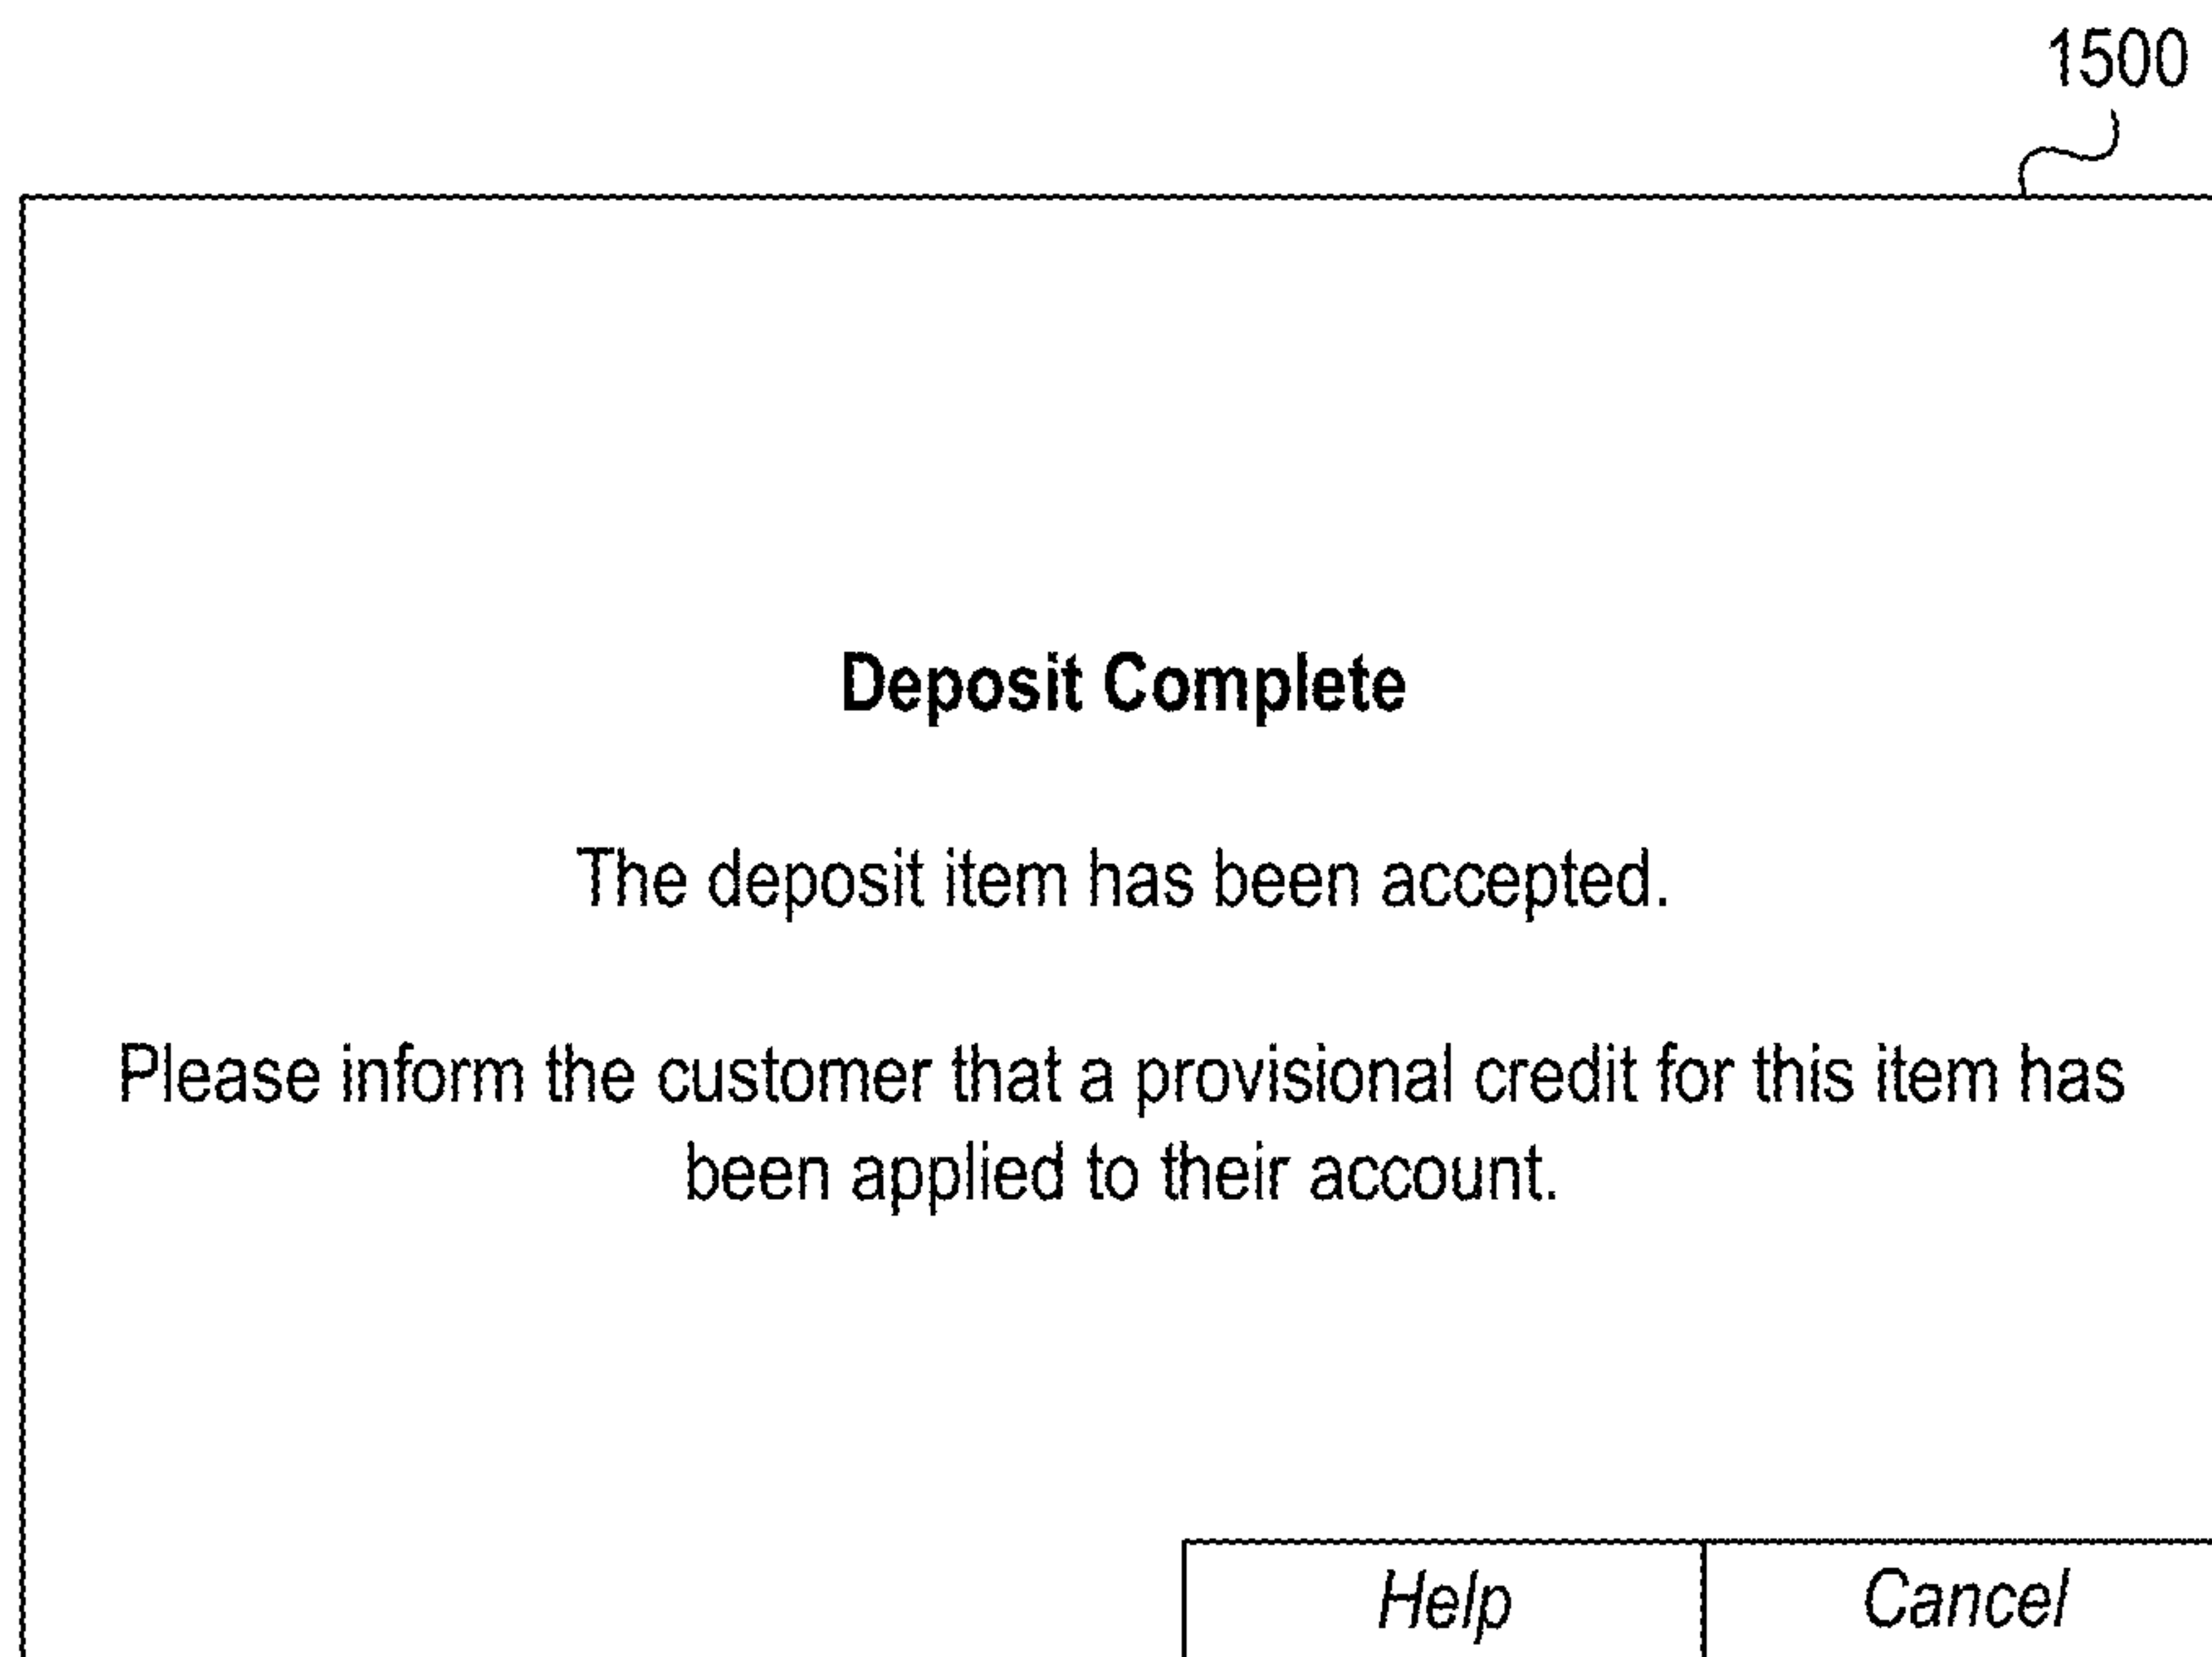 1500
Deposit Complete
The deposit item has been accepted.
Please inform the customer that a provisional credit for this item has
been applied to their account.
Help
Cancel